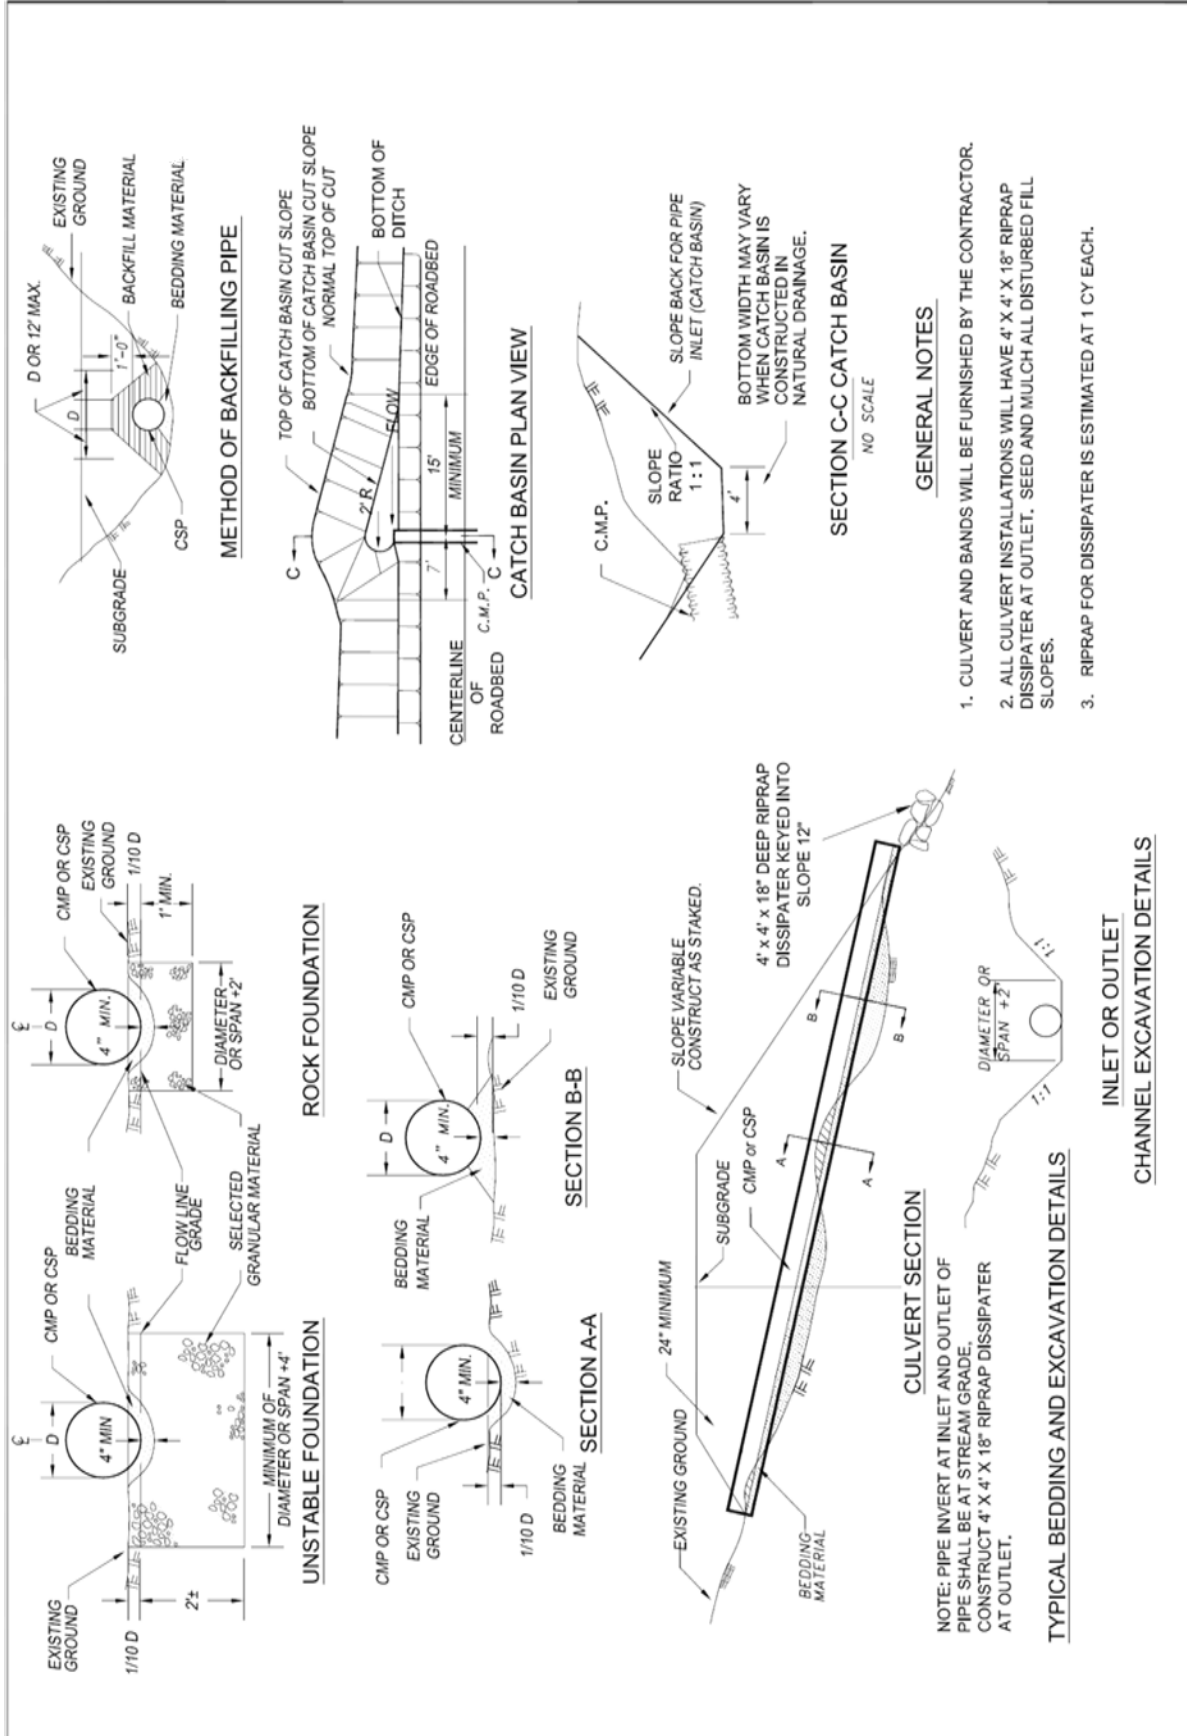 ℄
CMP OR CSP
D
4" MIN
EXISTING
GROUND
1/10 D
2'±
MINIMUM OF
DIAMETER OR SPAN +4'
BEDDING
MATERIAL
FLOW LINE
GRADE
SELECTED
GRANULAR MATERIAL
UNSTABLE FOUNDATION
℄
CMP OR CSP
D
4" MIN.
EXISTING
GROUND
1/10 D
1' MIN.
DIAMETER
OR SPAN +2'
ROCK FOUNDATION
D OR 12' MAX.
D
1'-0"
EXISTING
GROUND
BACKFILL MATERIAL
BEDDING MATERIAL
SUBGRADE
CSP
METHOD OF BACKFILLING PIPE
CMP OR CSP
EXISTING
GROUND
4" MIN.
1/10 D
BEDDING
MATERIAL
SECTION A-A
BEDDING
MATERIAL
D
4" MIN.
CMP OR CSP
1/10 D
EXISTING
GROUND
SECTION B-B
TOP OF CATCH BASIN CUT SLOPE
BOTTOM OF CATCH BASIN CUT SLOPE
NORMAL TOP OF CUT
BOTTOM OF
DITCH
C
2' R
FLOW
EDGE OF ROADBED
7'
15'
MINIMUM
CENTERLINE
OF
ROADBED
C.M.P.
C
CATCH BASIN PLAN VIEW
C.M.P.
SLOPE
RATIO
1 : 1
4'
SLOPE BACK FOR PIPE
INLET (CATCH BASIN)
BOTTOM WIDTH MAY VARY
WHEN CATCH BASIN IS
CONSTRUCTED IN
NATURAL DRAINAGE.
SECTION C-C CATCH BASIN
NO SCALE
EXISTING GROUND
24" MINIMUM
SUBGRADE
CMP or CSP
SLOPE VARIABLE
CONSTRUCT AS STAKED.
4' x 4' x 18" DEEP RIPRAP
DISSIPATER KEYED INTO
SLOPE 12"
A
A
B
B
BEDDING
MATERIAL
CULVERT SECTION
NOTE: PIPE INVERT AT INLET AND OUTLET OF
PIPE SHALL BE AT STREAM GRADE.
CONSTRUCT 4' X 4' X 18" RIPRAP DISSIPATER
AT OUTLET.
TYPICAL BEDDING AND EXCAVATION DETAILS
DIAMETER OR
SPAN +2'
1:1
1:1
INLET OR OUTLET
CHANNEL EXCAVATION DETAILS
GENERAL NOTES
1. CULVERT AND BANDS WILL BE FURNISHED BY THE CONTRACTOR.
2. ALL CULVERT INSTALLATIONS WILL HAVE 4' X 4' X 18" RIPRAP
DISSIPATER AT OUTLET. SEED AND MULCH ALL DISTURBED FILL
SLOPES.
3. RIPRAP FOR DISSIPATER IS ESTIMATED AT 1 CY EACH.